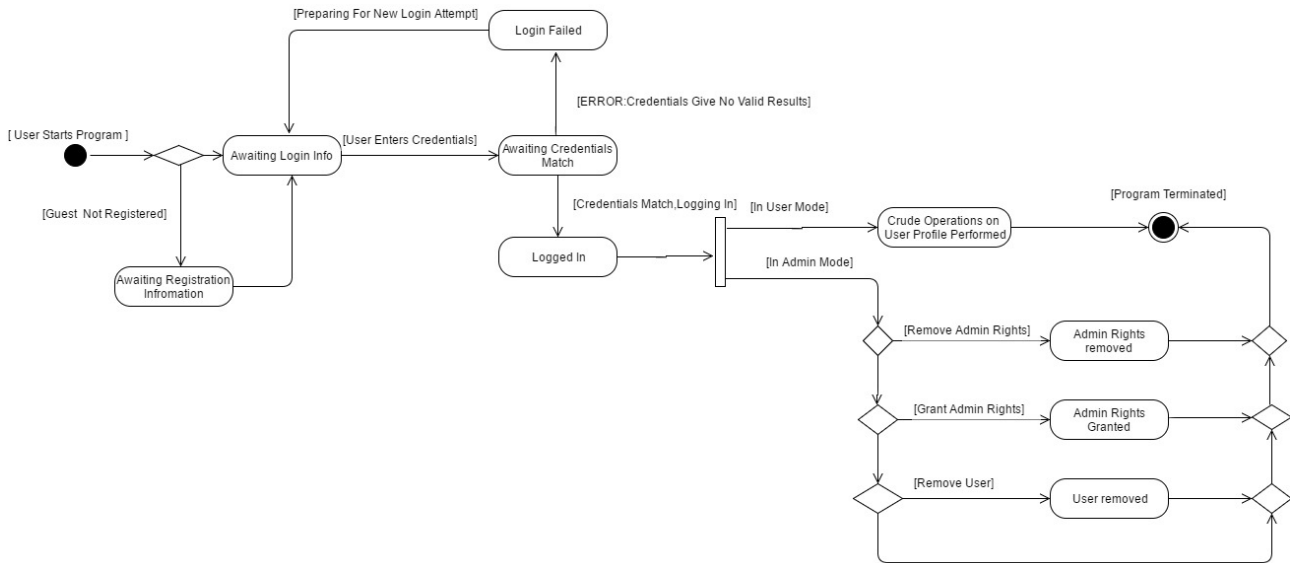 [Preparing For New Login Attempt]
Login Failed
[ERROR:Credentials Give No Valid Results]
[ User Starts Program ]
Awaiting Login Info
[User Enters Credentials]
Awaiting Credentials
Match
[Guest  Not Registered]
Awaiting Registration
Infromation
[Credentials Match,Logging In]
Logged In
[In User Mode]
Crude Operations on
User Profile Performed
[Program Terminated]
[In Admin Mode]
[Remove Admin Rights]
Admin Rights
removed
[Grant Admin Rights]
Admin Rights
Granted
[Remove User]
User removed